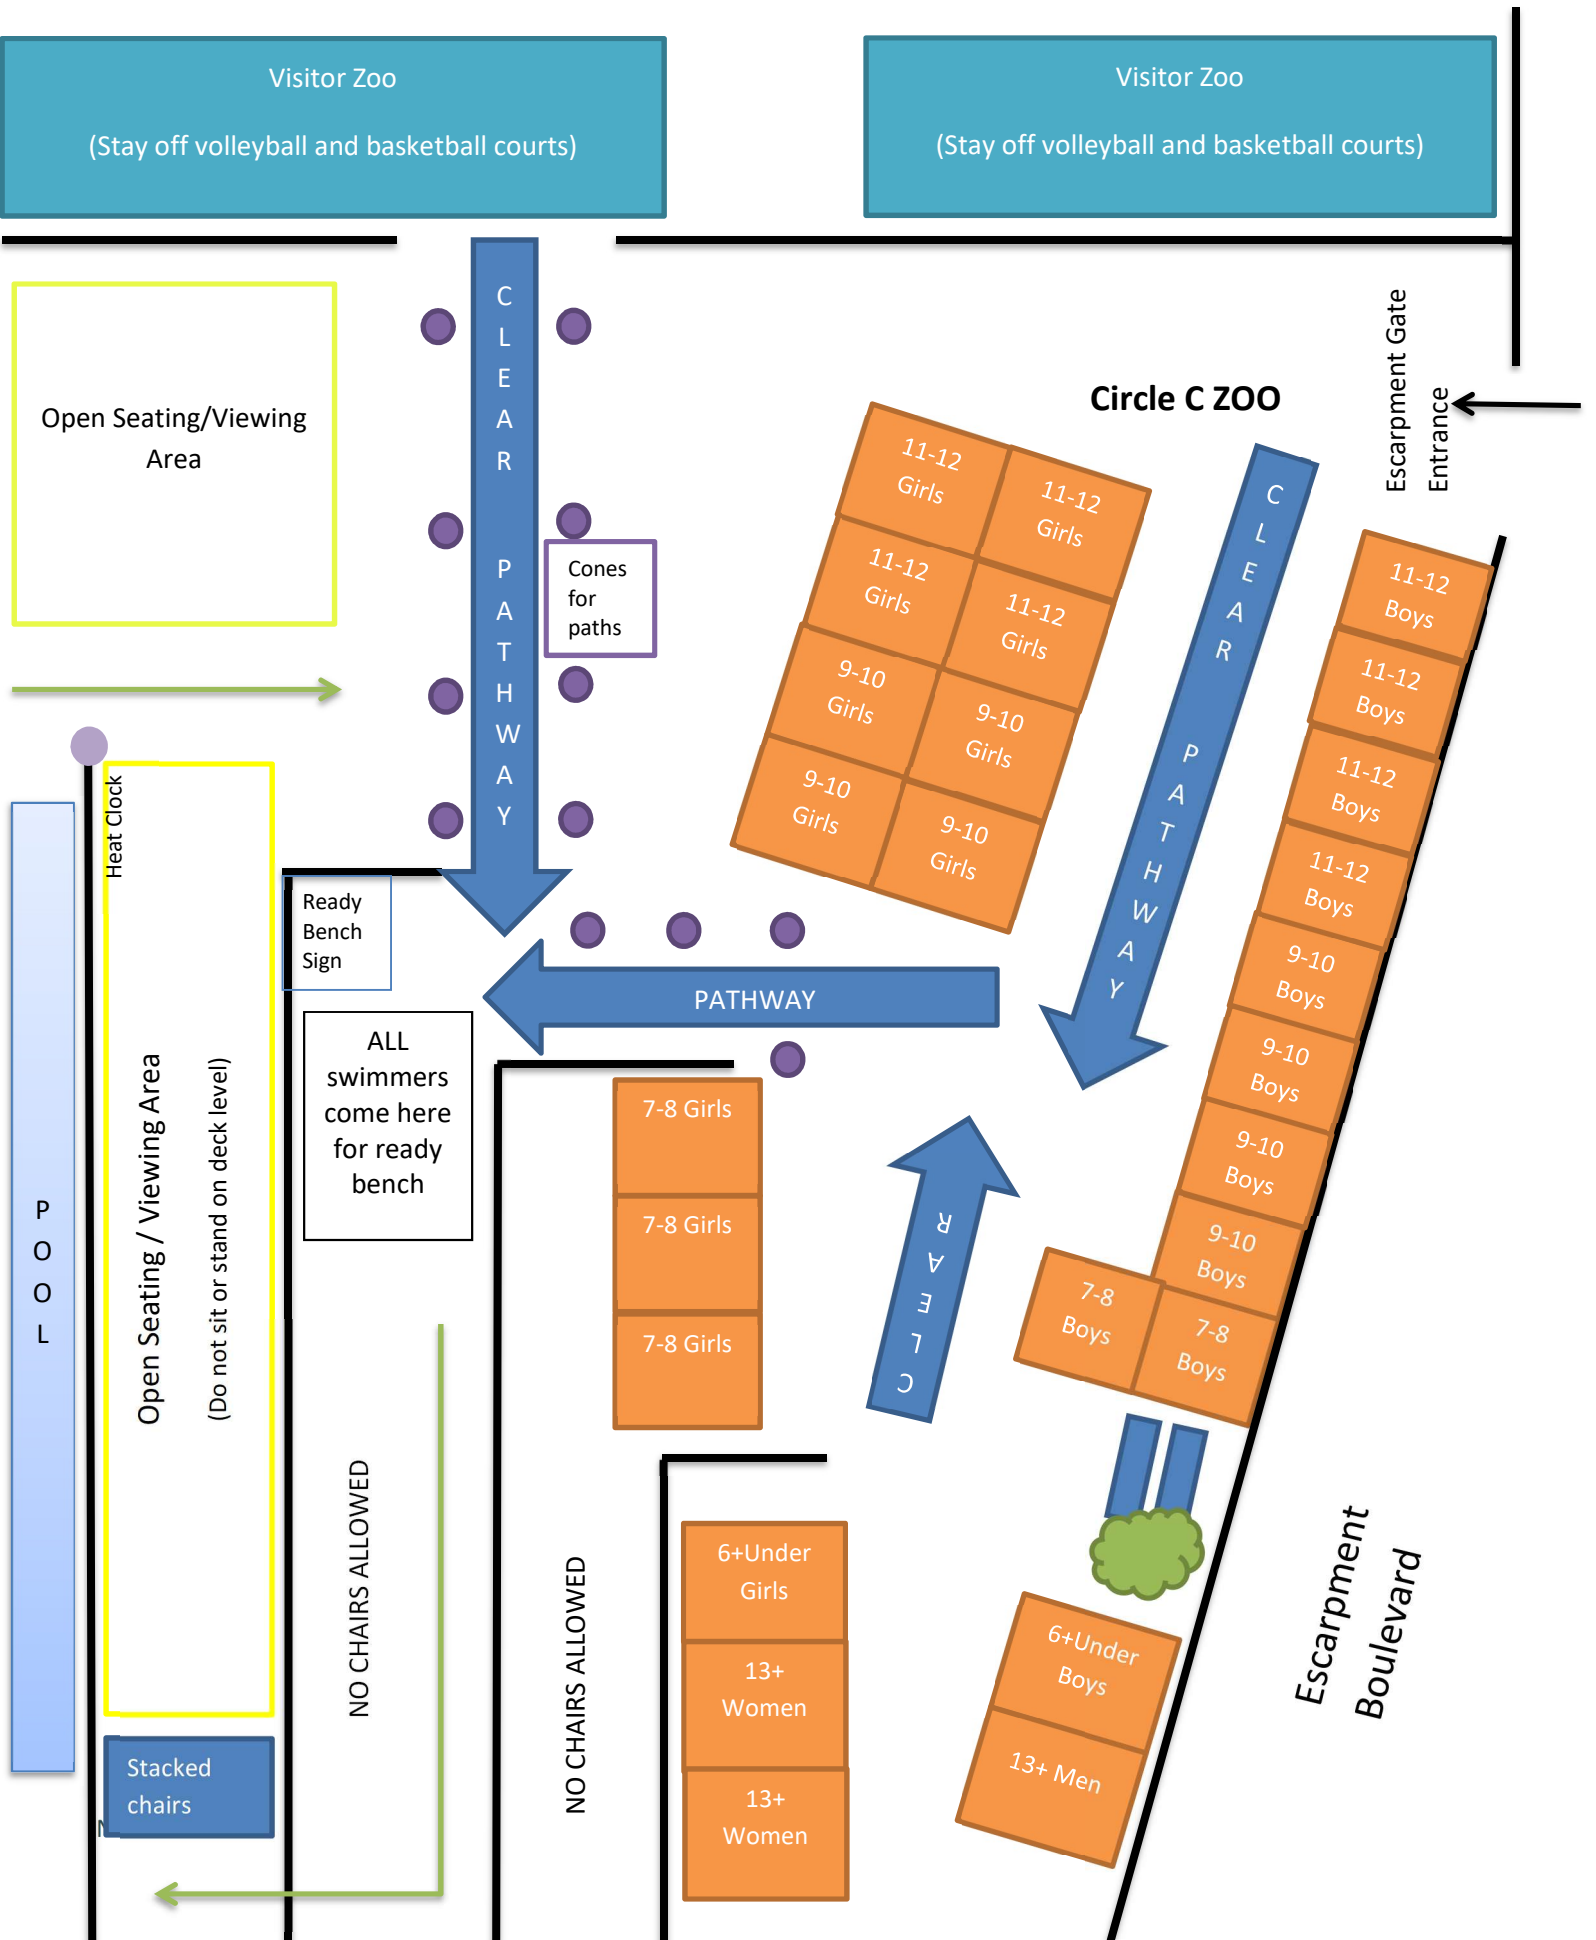 Visitor Zoo
(Stay off volleyball and basketball courts)
Visitor Zoo
(Stay off volleyball and basketball courts)
Open Seating/Viewing
Area
CLEAR PATHWAY
Cones
for
paths
Circle C ZOO
Escarpment Gate
Entrance
11-12
Girls
11-12
Girls
11-12
Girls
11-12
Girls
9-10
Girls
9-10
Girls
9-10
Girls
9-10
Girls
CLEAR PATHWAY
11-12
Boys
11-12
Boys
11-12
Boys
11-12
Boys
9-10
Boys
9-10
Boys
9-10
Boys
9-10
Boys
7-8
Boys
7-8
Boys
Heat Clock
POOL
Open Seating / Viewing Area
(Do not sit or stand on deck level)
Ready
Bench
Sign
PATHWAY
ALL
swimmers
come here
for ready
bench
7-8 Girls
7-8 Girls
7-8 Girls
CLEAR
NO CHAIRS ALLOWED
NO CHAIRS ALLOWED
6+Under
Girls
13+
Women
13+
Women
6+Under
Boys
13+ Men
Escarpment
Boulevard
Stacked
chairs